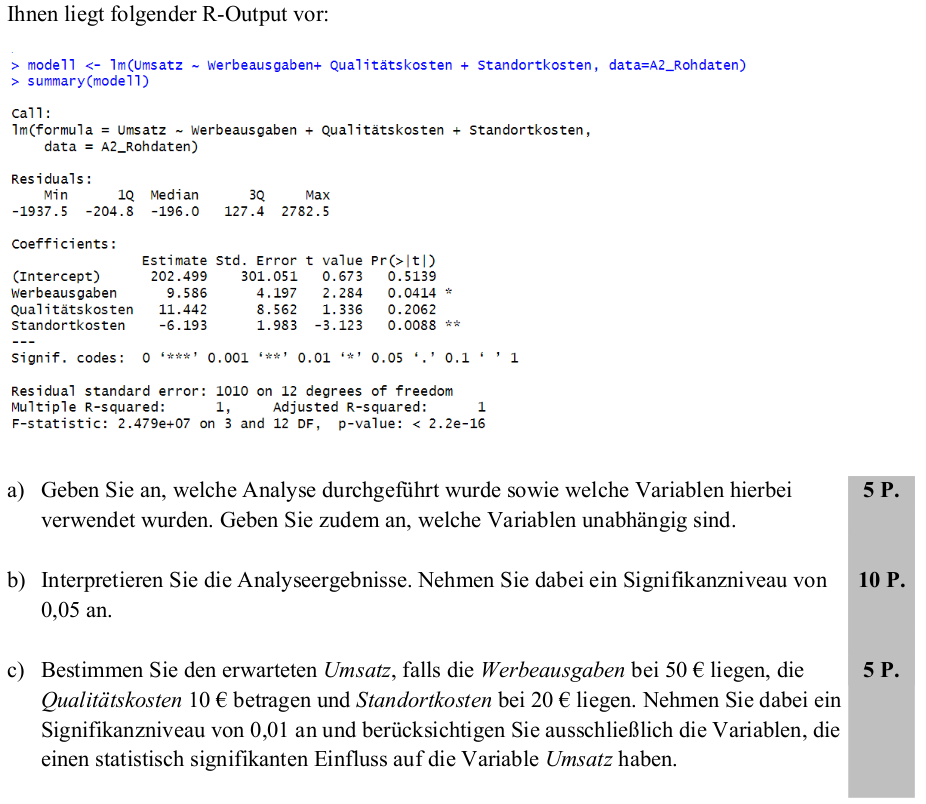 Ihnen liegt folgender R-Output vor:
> modell <- lm(Umsatz ~ Werbeausgaben+ Qualitätskosten + Standortkosten, data=A2_Rohdaten)
> summary(modell)
Call:
lm(formula = Umsatz ~ Werbeausgaben + Qualitätskosten + Standortkosten,
    data = A2_Rohdaten)
Residuals:
    Min      1Q  Median      3Q     Max
-1937.5  -204.8  -196.0   127.4  2782.5
Coefficients:
                Estimate Std. Error t value Pr(>|t|)
(Intercept)      202.499    301.051   0.673   0.5139
Werbeausgaben      9.586      4.197   2.284   0.0414 *
Qualitätskosten   11.442      8.562   1.336   0.2062
Standortkosten    -6.193      1.983  -3.123   0.0088 **
---
Signif. codes:  0 ‘***’ 0.001 ‘**’ 0.01 ‘*’ 0.05 ‘.’ 0.1 ‘ ’ 1
Residual standard error: 1010 on 12 degrees of freedom
Multiple R-squared:      1,     Adjusted R-squared:      1
F-statistic: 2.479e+07 on 3 and 12 DF,  p-value: < 2.2e-16
a) Geben Sie an, welche Analyse durchgeführt wurde sowie welche Variablen hierbei 5 P.
verwendet wurden. Geben Sie zudem an, welche Variablen unabhängig sind.
b) Interpretieren Sie die Analyseergebnisse. Nehmen Sie dabei ein Signifikanzniveau von 10 P.
0,05 an.
c) Bestimmen Sie den erwarteten Umsatz, falls die Werbeausgaben bei 50 € liegen, die 5 P.
Qualitätskosten 10 € betragen und Standortkosten bei 20 € liegen. Nehmen Sie dabei ein
Signifikanzniveau von 0,01 an und berücksichtigen Sie ausschließlich die Variablen, die
einen statistisch signifikanten Einfluss auf die Variable Umsatz haben.